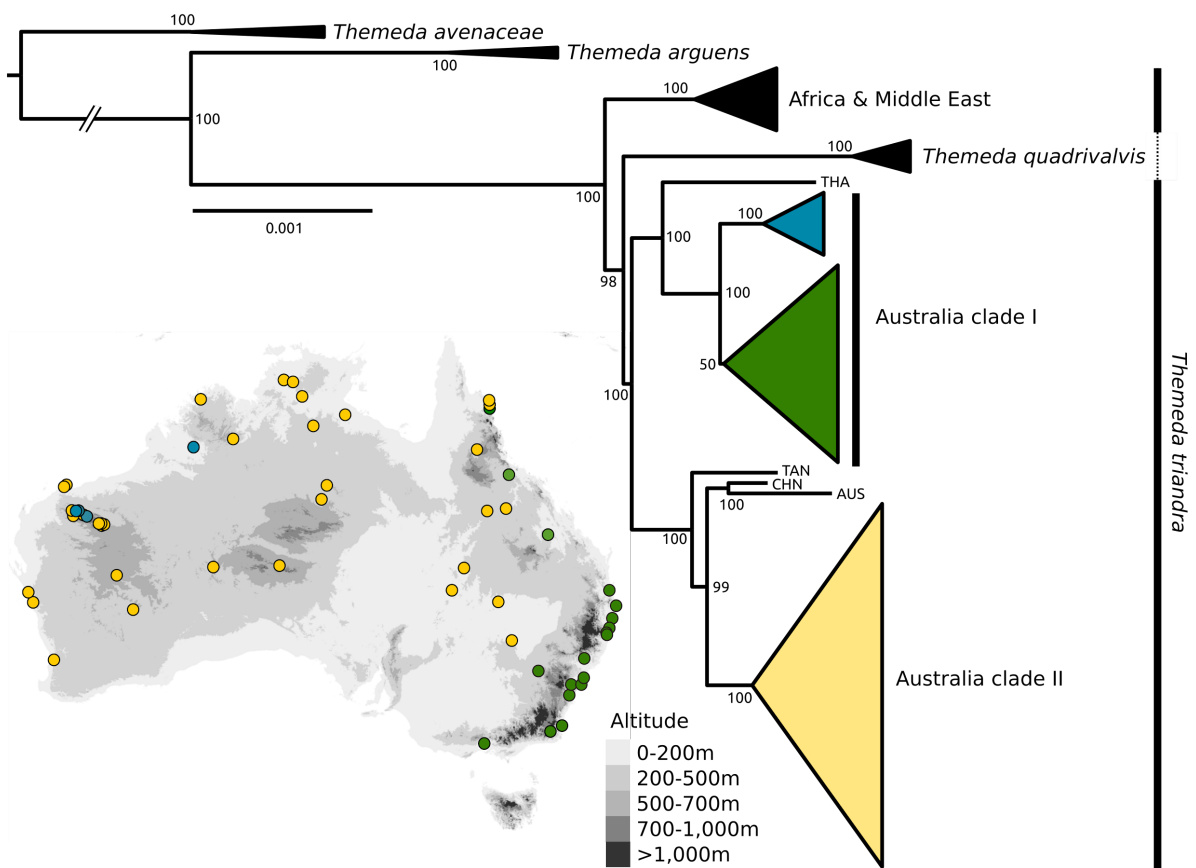 100
Themeda avenaceae
Themeda arguens
100
100
Africa & Middle East
100
100
Themeda quadrivalvis
THA
100
0.001
100
100
98
100
Australia clade I
50
Themeda triandra
100
TAN
CHN
AUS
100
100
99
Australia clade II
100
Altitude
0-200m
200-500m
500-700m
700-1,000m
>1,000m